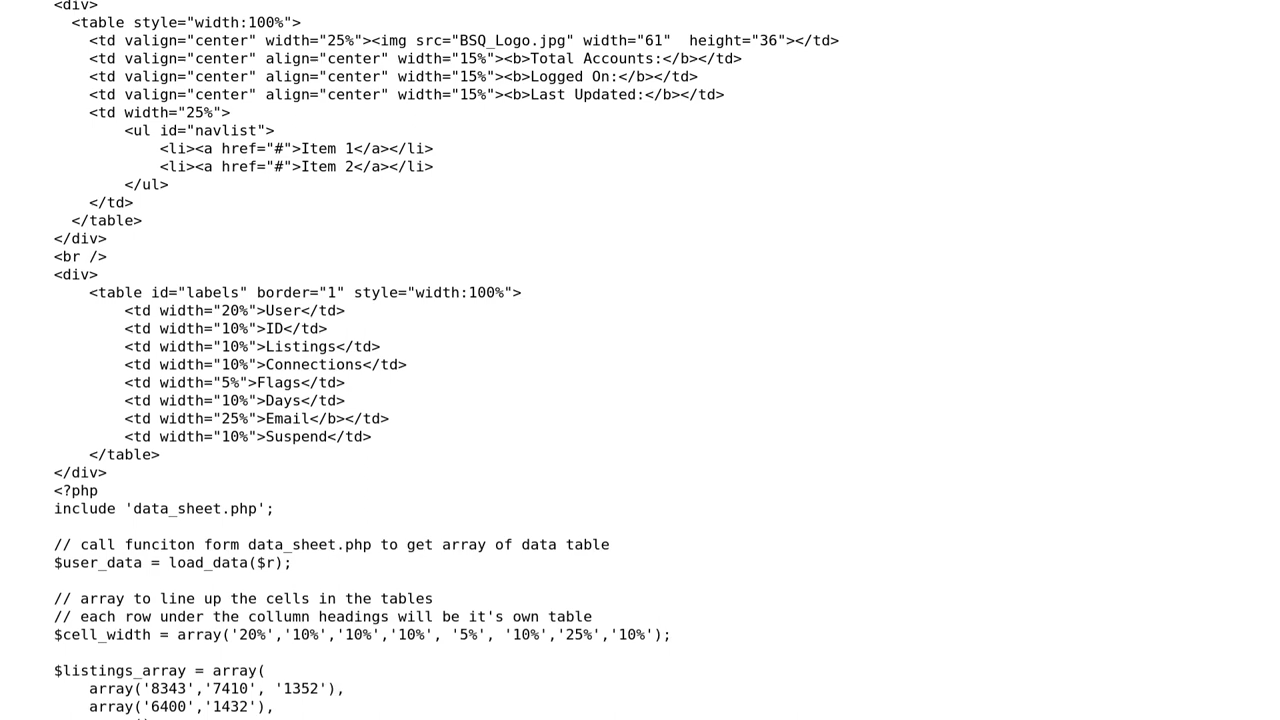 <div>
<table style="width:100%">
<td valign="center" width="25%"><img src="BSQ_Logo.jpg" width="61"  height="36"></td>
<td valign="center" align="center" width="15%"><b>Total Accounts:</b></td>
<td valign="center" align="center" width="15%"><b>Logged On:</b></td>
<td valign="center" align="center" width="15%"><b>Last Updated:</b></td>
<td width="25%">
<ul id="navlist">
<li><a href="#">Item 1</a></li>
<li><a href="#">Item 2</a></li>
</ul>
</td>
</table>
</div>
<br />
<div>
<table id="labels" border="1" style="width:100%">
<td width="20%">User</td>
<td width="10%">ID</td>
<td width="10%">Listings</td>
<td width="10%">Connections</td>
<td width="5%">Flags</td>
<td width="10%">Days</td>
<td width="25%">Email</b></td>
<td width="10%">Suspend</td>
</table>
</div>
<?php
include 'data_sheet.php';
// call funciton form data_sheet.php to get array of data table
$user_data = load_data($r);
// array to line up the cells in the tables
// each row under the collumn headings will be it's own table
$cell_width = array('20%','10%','10%','10%', '5%', '10%','25%','10%');
$listings_array = array(
array('8343','7410', '1352'),
array('6400','1432'),